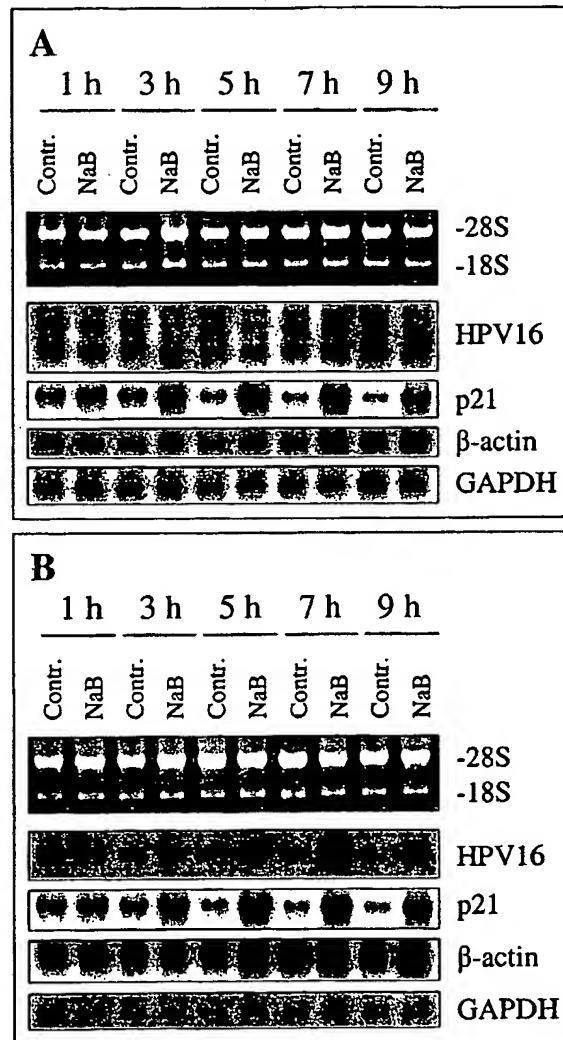 A
1 h 3 h 5 h 7 h 9 h
Contr. NaB Contr. NaB Contr. NaB Contr. NaB Contr. NaB
-28S
-18S
HPV16
p21
β-actin
GAPDH
B
1 h 3 h 5 h 7 h 9 h
Contr. NaB Contr. NaB Contr. NaB Contr. NaB Contr. NaB
-28S
-18S
HPV16
p21
β-actin
GAPDH